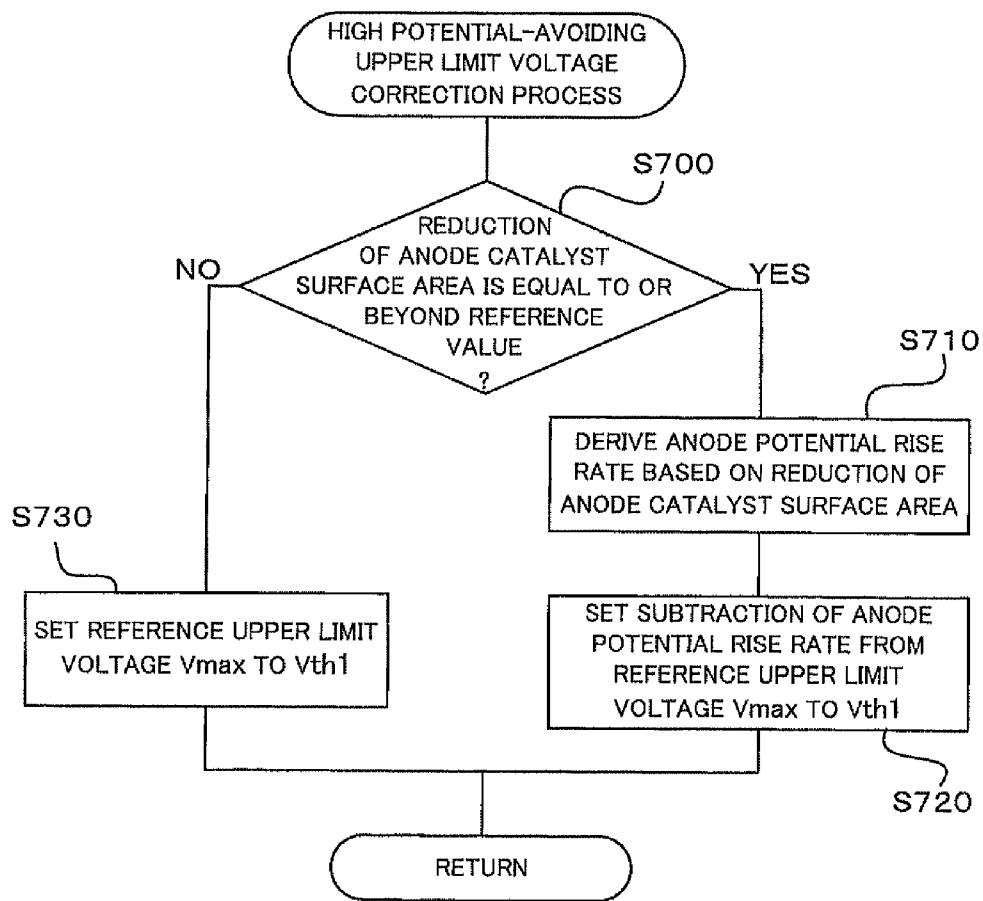 HIGH POTENTIAL-AVOIDING
UPPER LIMIT VOLTAGE
CORRECTION PROCESS
S700
REDUCTION
OF ANODE CATALYST
SURFACE AREA IS EQUAL TO OR
BEYOND REFERENCE
VALUE
?
NO
YES
S710
DERIVE ANODE POTENTIAL RISE
RATE BASED ON REDUCTION OF
ANODE CATALYST SURFACE AREA
S730
SET REFERENCE UPPER LIMIT
VOLTAGE Vmax TO Vth1
SET SUBTRACTION OF ANODE
POTENTIAL RISE RATE FROM
REFERENCE UPPER LIMIT
VOLTAGE Vmax TO Vth1
S720
RETURN